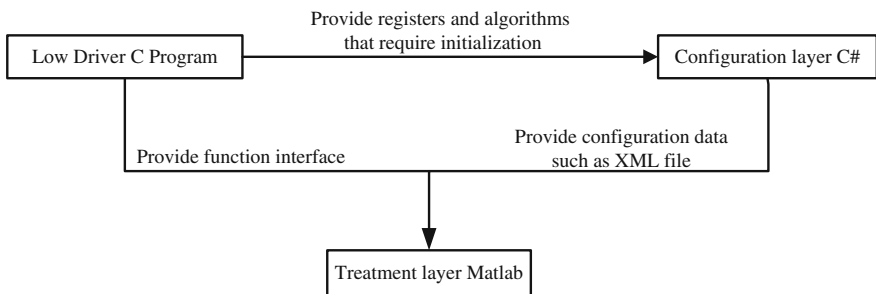 Provide registers and algorithms
that require initialization
Low Driver C Program
Configuration layer C#
Provide function interface
Provide configuration data
such as XML file
Treatment layer Matlab